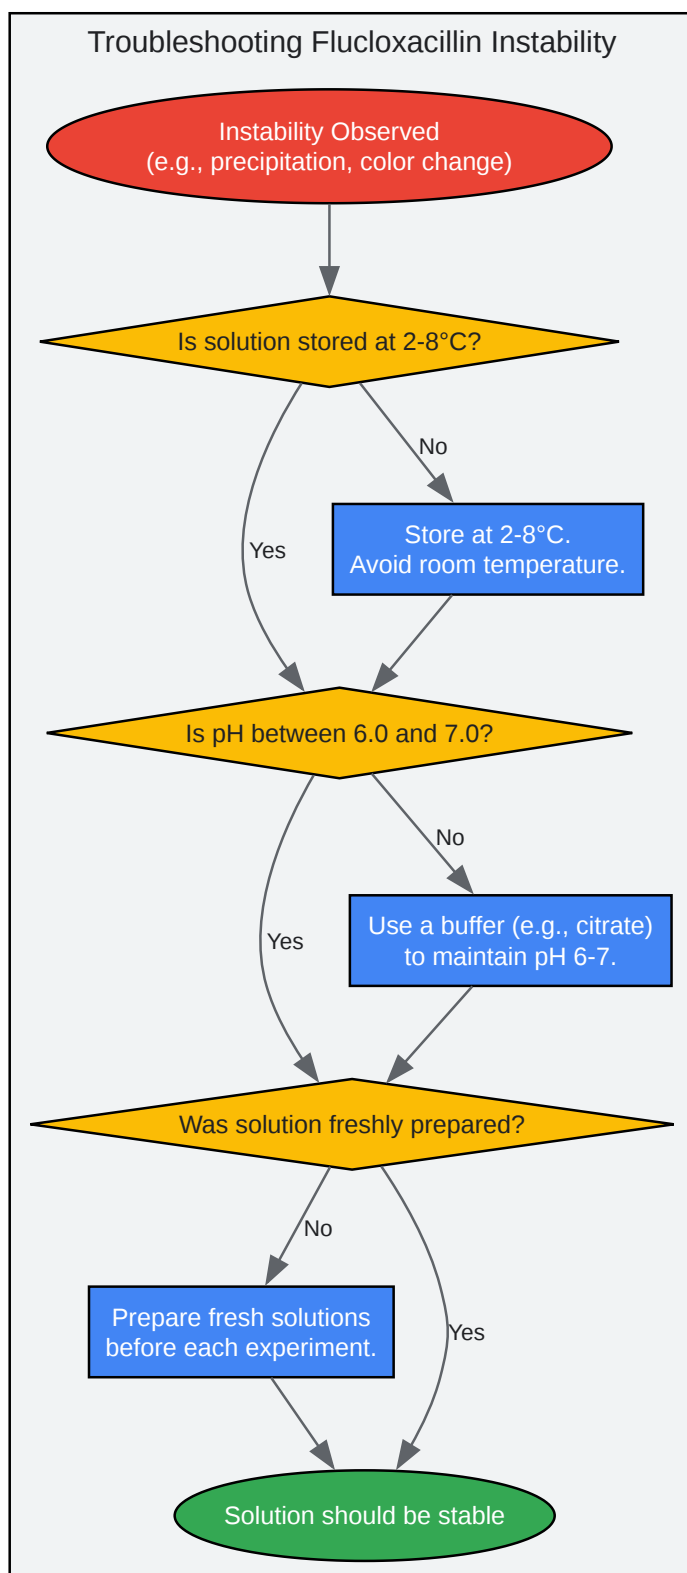 Troubleshooting Flucloxacillin Instability
Instability Observed
(e.g., precipitation, color change)
Is solution stored at 2-8°C?
No
Store at 2-8°C.
Avoid room temperature.
Yes
Is pH between 6.0 and 7.0?
No
Use a buffer (e.g., citrate)
to maintain pH 6-7.
Yes
Was solution freshly prepared?
No
Prepare fresh solutions
before each experiment.
Yes
Solution should be stable